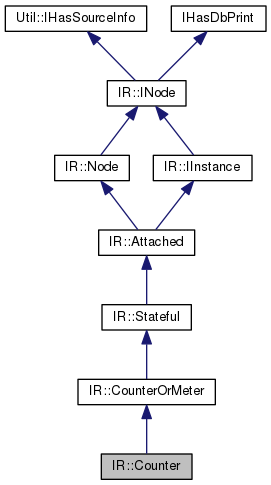 Util::IHasSourceInfo
IHasDbPrint
IR::INode
IR::Node
IR::IInstance
IR::Attached
IR::Stateful
IR::CounterOrMeter
IR::Counter